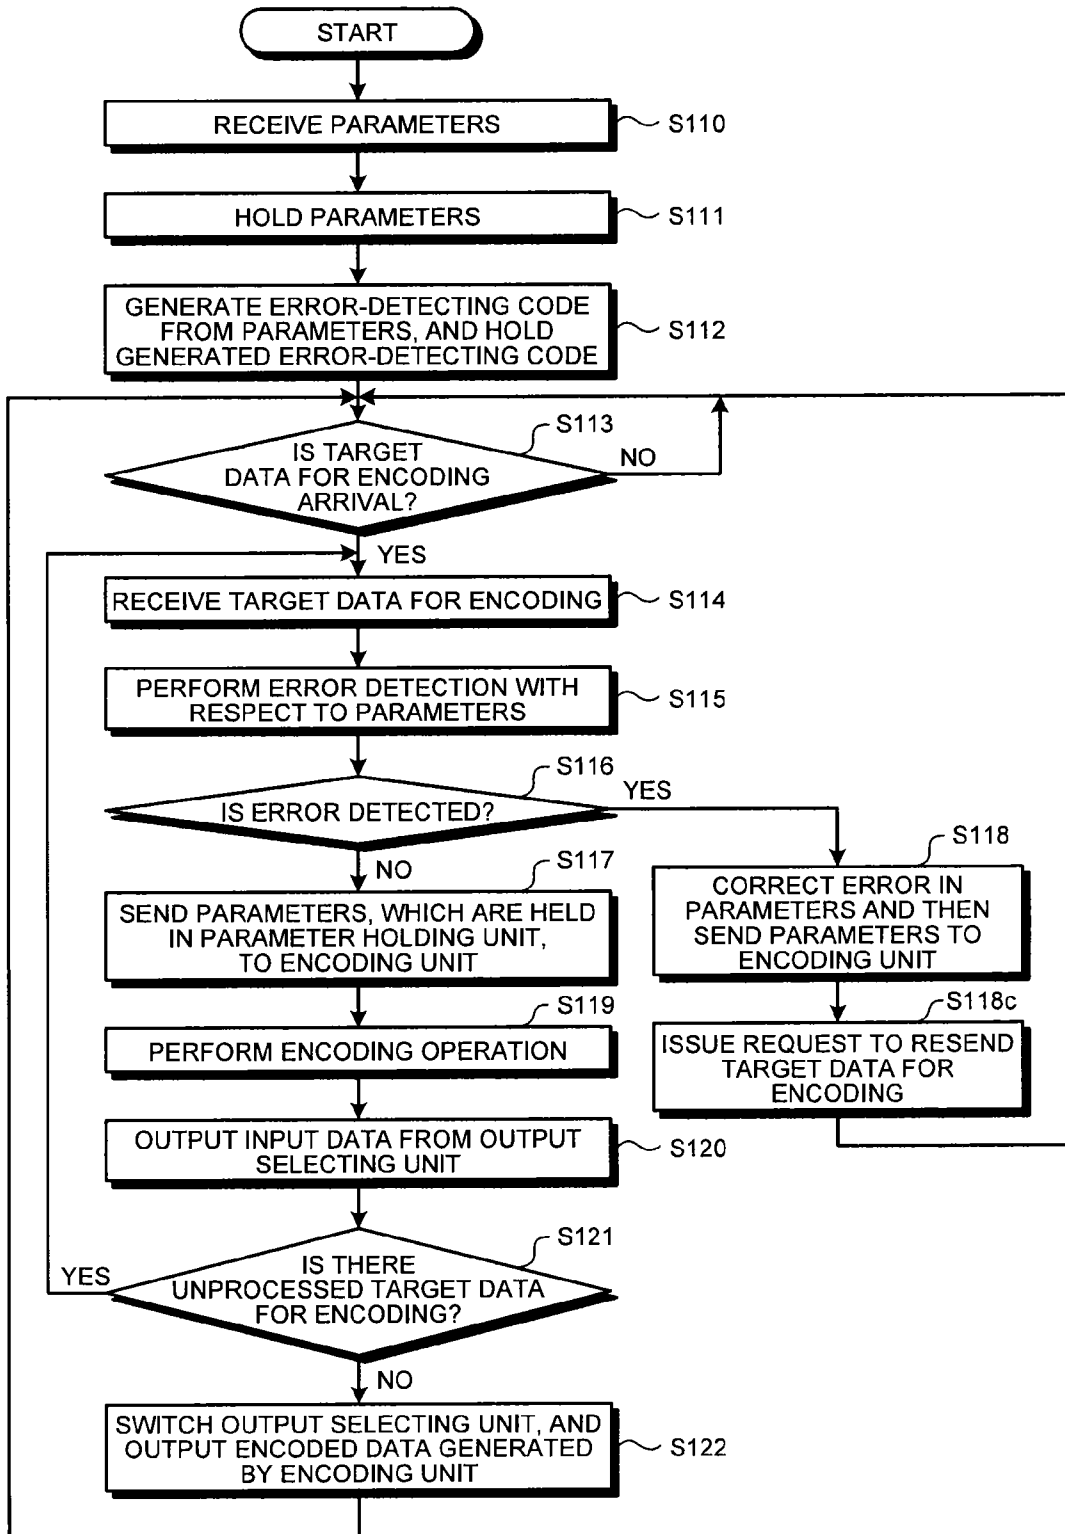 START
RECEIVE PARAMETERS
S110
HOLD PARAMETERS
S111
GENERATE ERROR-DETECTING CODE
FROM PARAMETERS, AND HOLD
GENERATED ERROR-DETECTING CODE
S112
S113
IS TARGET
DATA FOR ENCODING
ARRIVAL?
NO
YES
RECEIVE TARGET DATA FOR ENCODING
S114
PERFORM ERROR DETECTION WITH
RESPECT TO PARAMETERS
S115
S116
IS ERROR DETECTED?
YES
NO
S117
SEND PARAMETERS, WHICH ARE HELD
IN PARAMETER HOLDING UNIT,
TO ENCODING UNIT
S118
CORRECT ERROR IN
PARAMETERS AND THEN
SEND PARAMETERS TO
ENCODING UNIT
S119
PERFORM ENCODING OPERATION
S118c
ISSUE REQUEST TO RESEND
TARGET DATA FOR
ENCODING
OUTPUT INPUT DATA FROM OUTPUT
SELECTING UNIT
S120
S121
IS THERE
UNPROCESSED TARGET DATA
FOR ENCODING?
YES
NO
SWITCH OUTPUT SELECTING UNIT, AND
OUTPUT ENCODED DATA GENERATED
BY ENCODING UNIT
S122